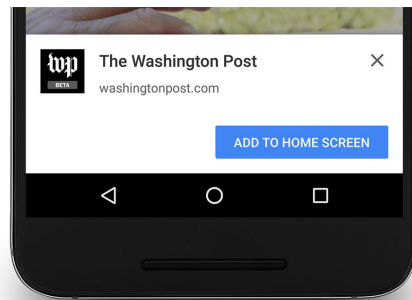 wp
BETA
The Washington Post
washingtonpost.com
ADD TO HOME SCREEN